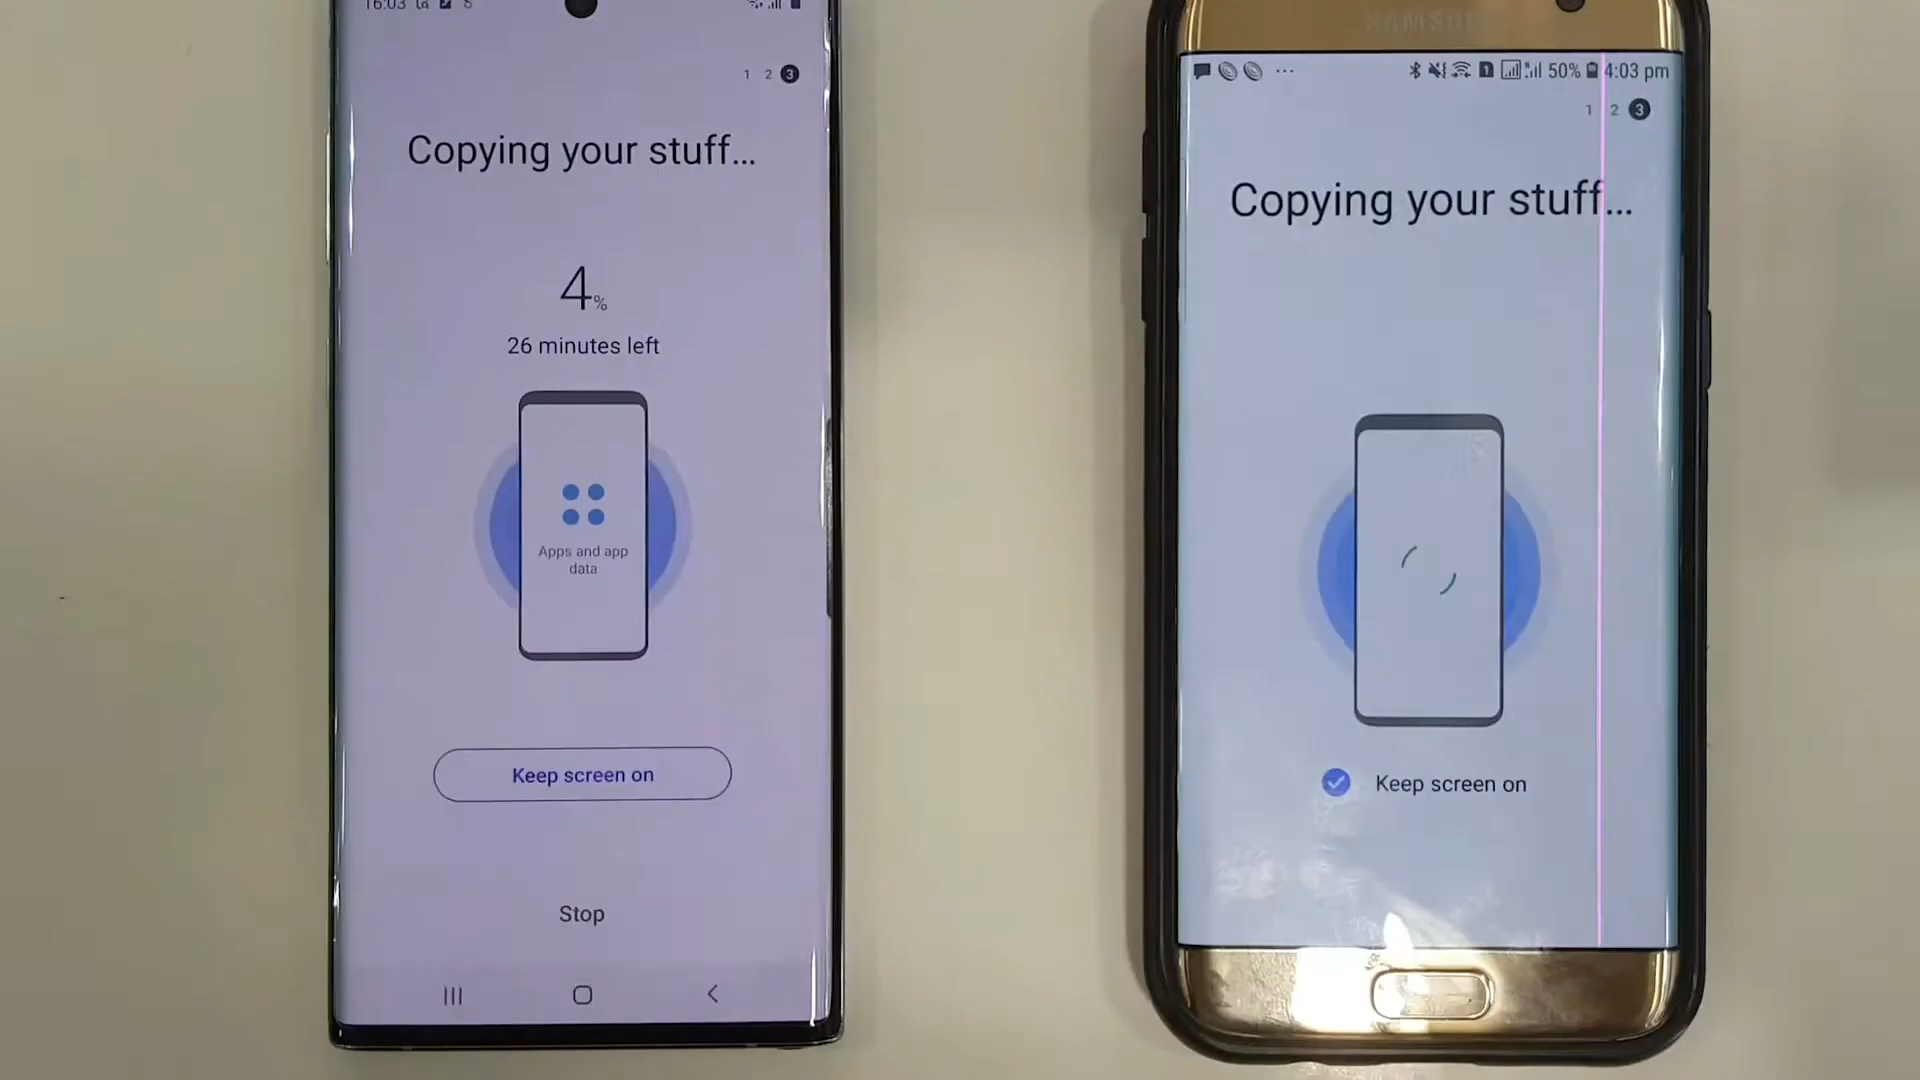 16:03
1 2 3
Copying your stuff...
4%
26 minutes left
Apps and app
data
Keep screen on
Stop
SAMSUNG
50% 4:03 pm
1 2 3
Copying your stuff...
Keep screen on